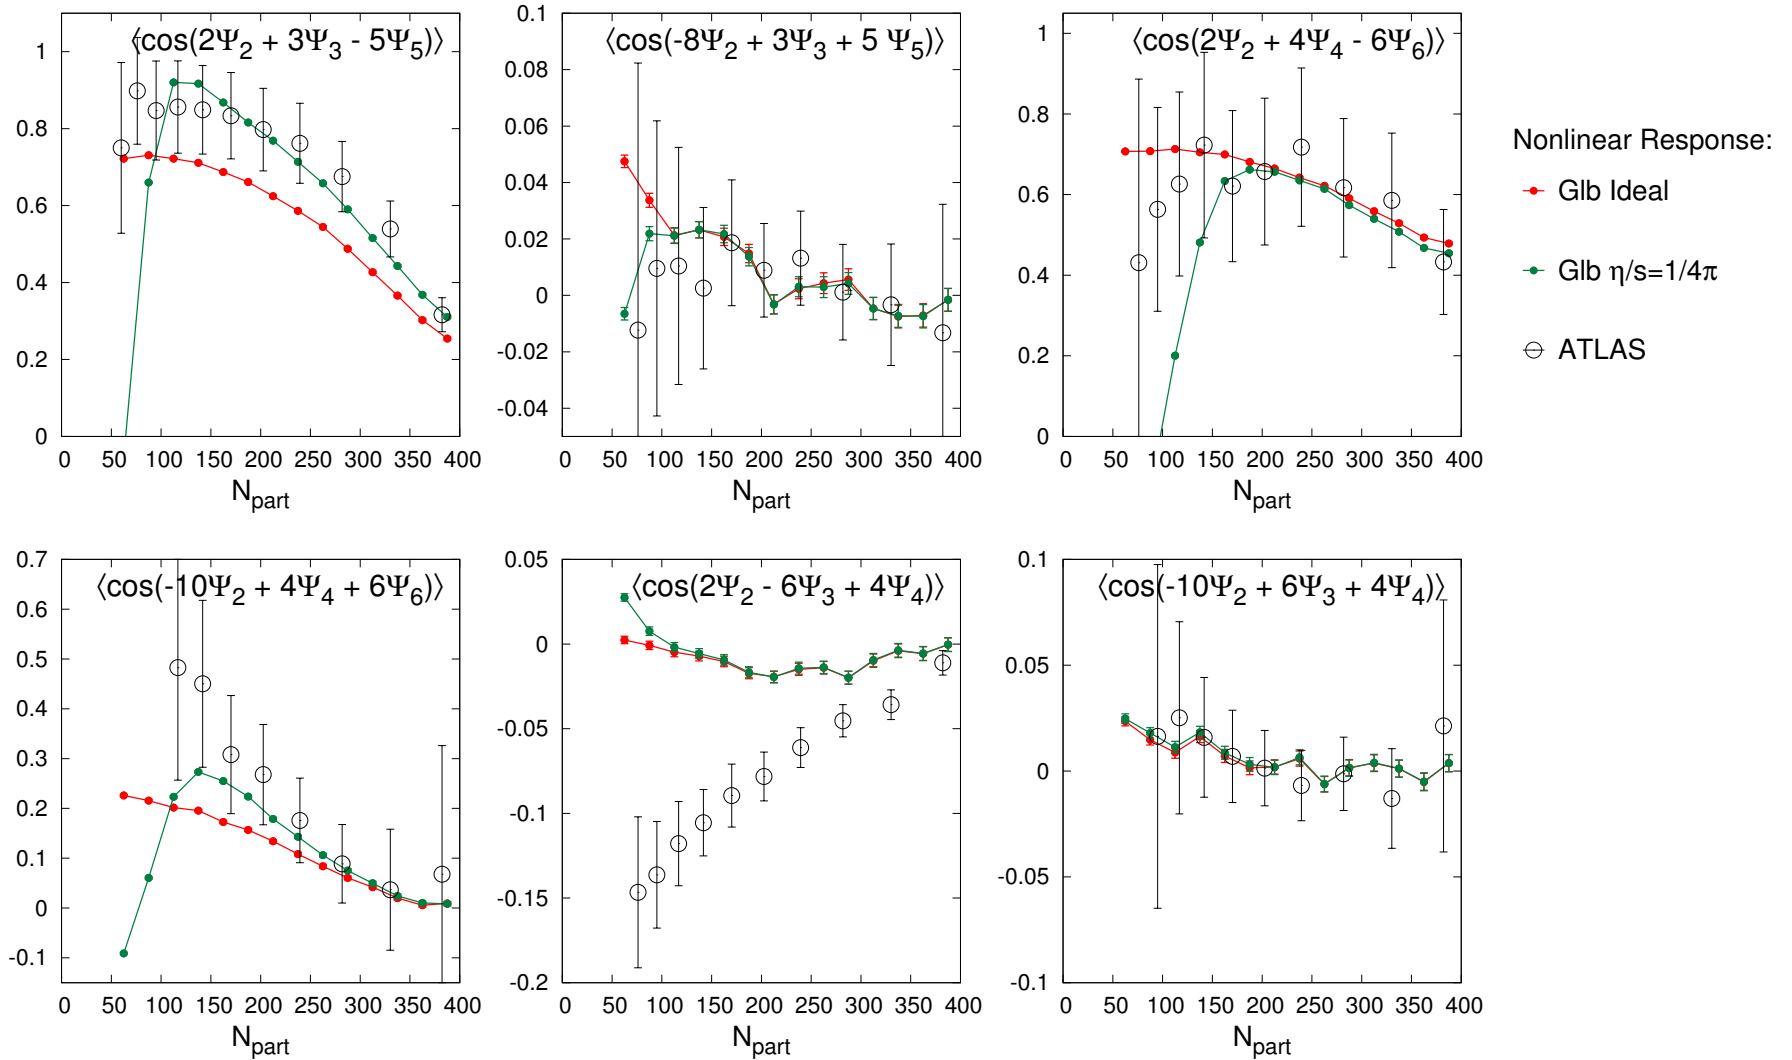 ⟨cos(2Ψ2 + 3Ψ3 - 5Ψ5)⟩
1
0.8
0.6
0.4
0.2
0
0 50 100 150 200 250 300 350 400
Npart
⟨cos(-8Ψ2 + 3Ψ3 + 5 Ψ5)⟩
0.1
0.08
0.06
0.04
0.02
0
-0.02
-0.04
0 50 100 150 200 250 300 350 400
Npart
⟨cos(2Ψ2 + 4Ψ4 - 6Ψ6)⟩
1
0.8
0.6
0.4
0.2
0
0 50 100 150 200 250 300 350 400
Npart
Nonlinear Response:
Glb Ideal
Glb η/s=1/4π
ATLAS
⟨cos(-10Ψ2 + 4Ψ4 + 6Ψ6)⟩
0.7
0.6
0.5
0.4
0.3
0.2
0.1
0
-0.1
0 50 100 150 200 250 300 350 400
Npart
⟨cos(2Ψ2 - 6Ψ3 + 4Ψ4)⟩
0.05
0
-0.05
-0.1
-0.15
-0.2
0 50 100 150 200 250 300 350 400
Npart
⟨cos(-10Ψ2 + 6Ψ3 + 4Ψ4)⟩
0.1
0.05
0
-0.05
-0.1
0 50 100 150 200 250 300 350 400
Npart